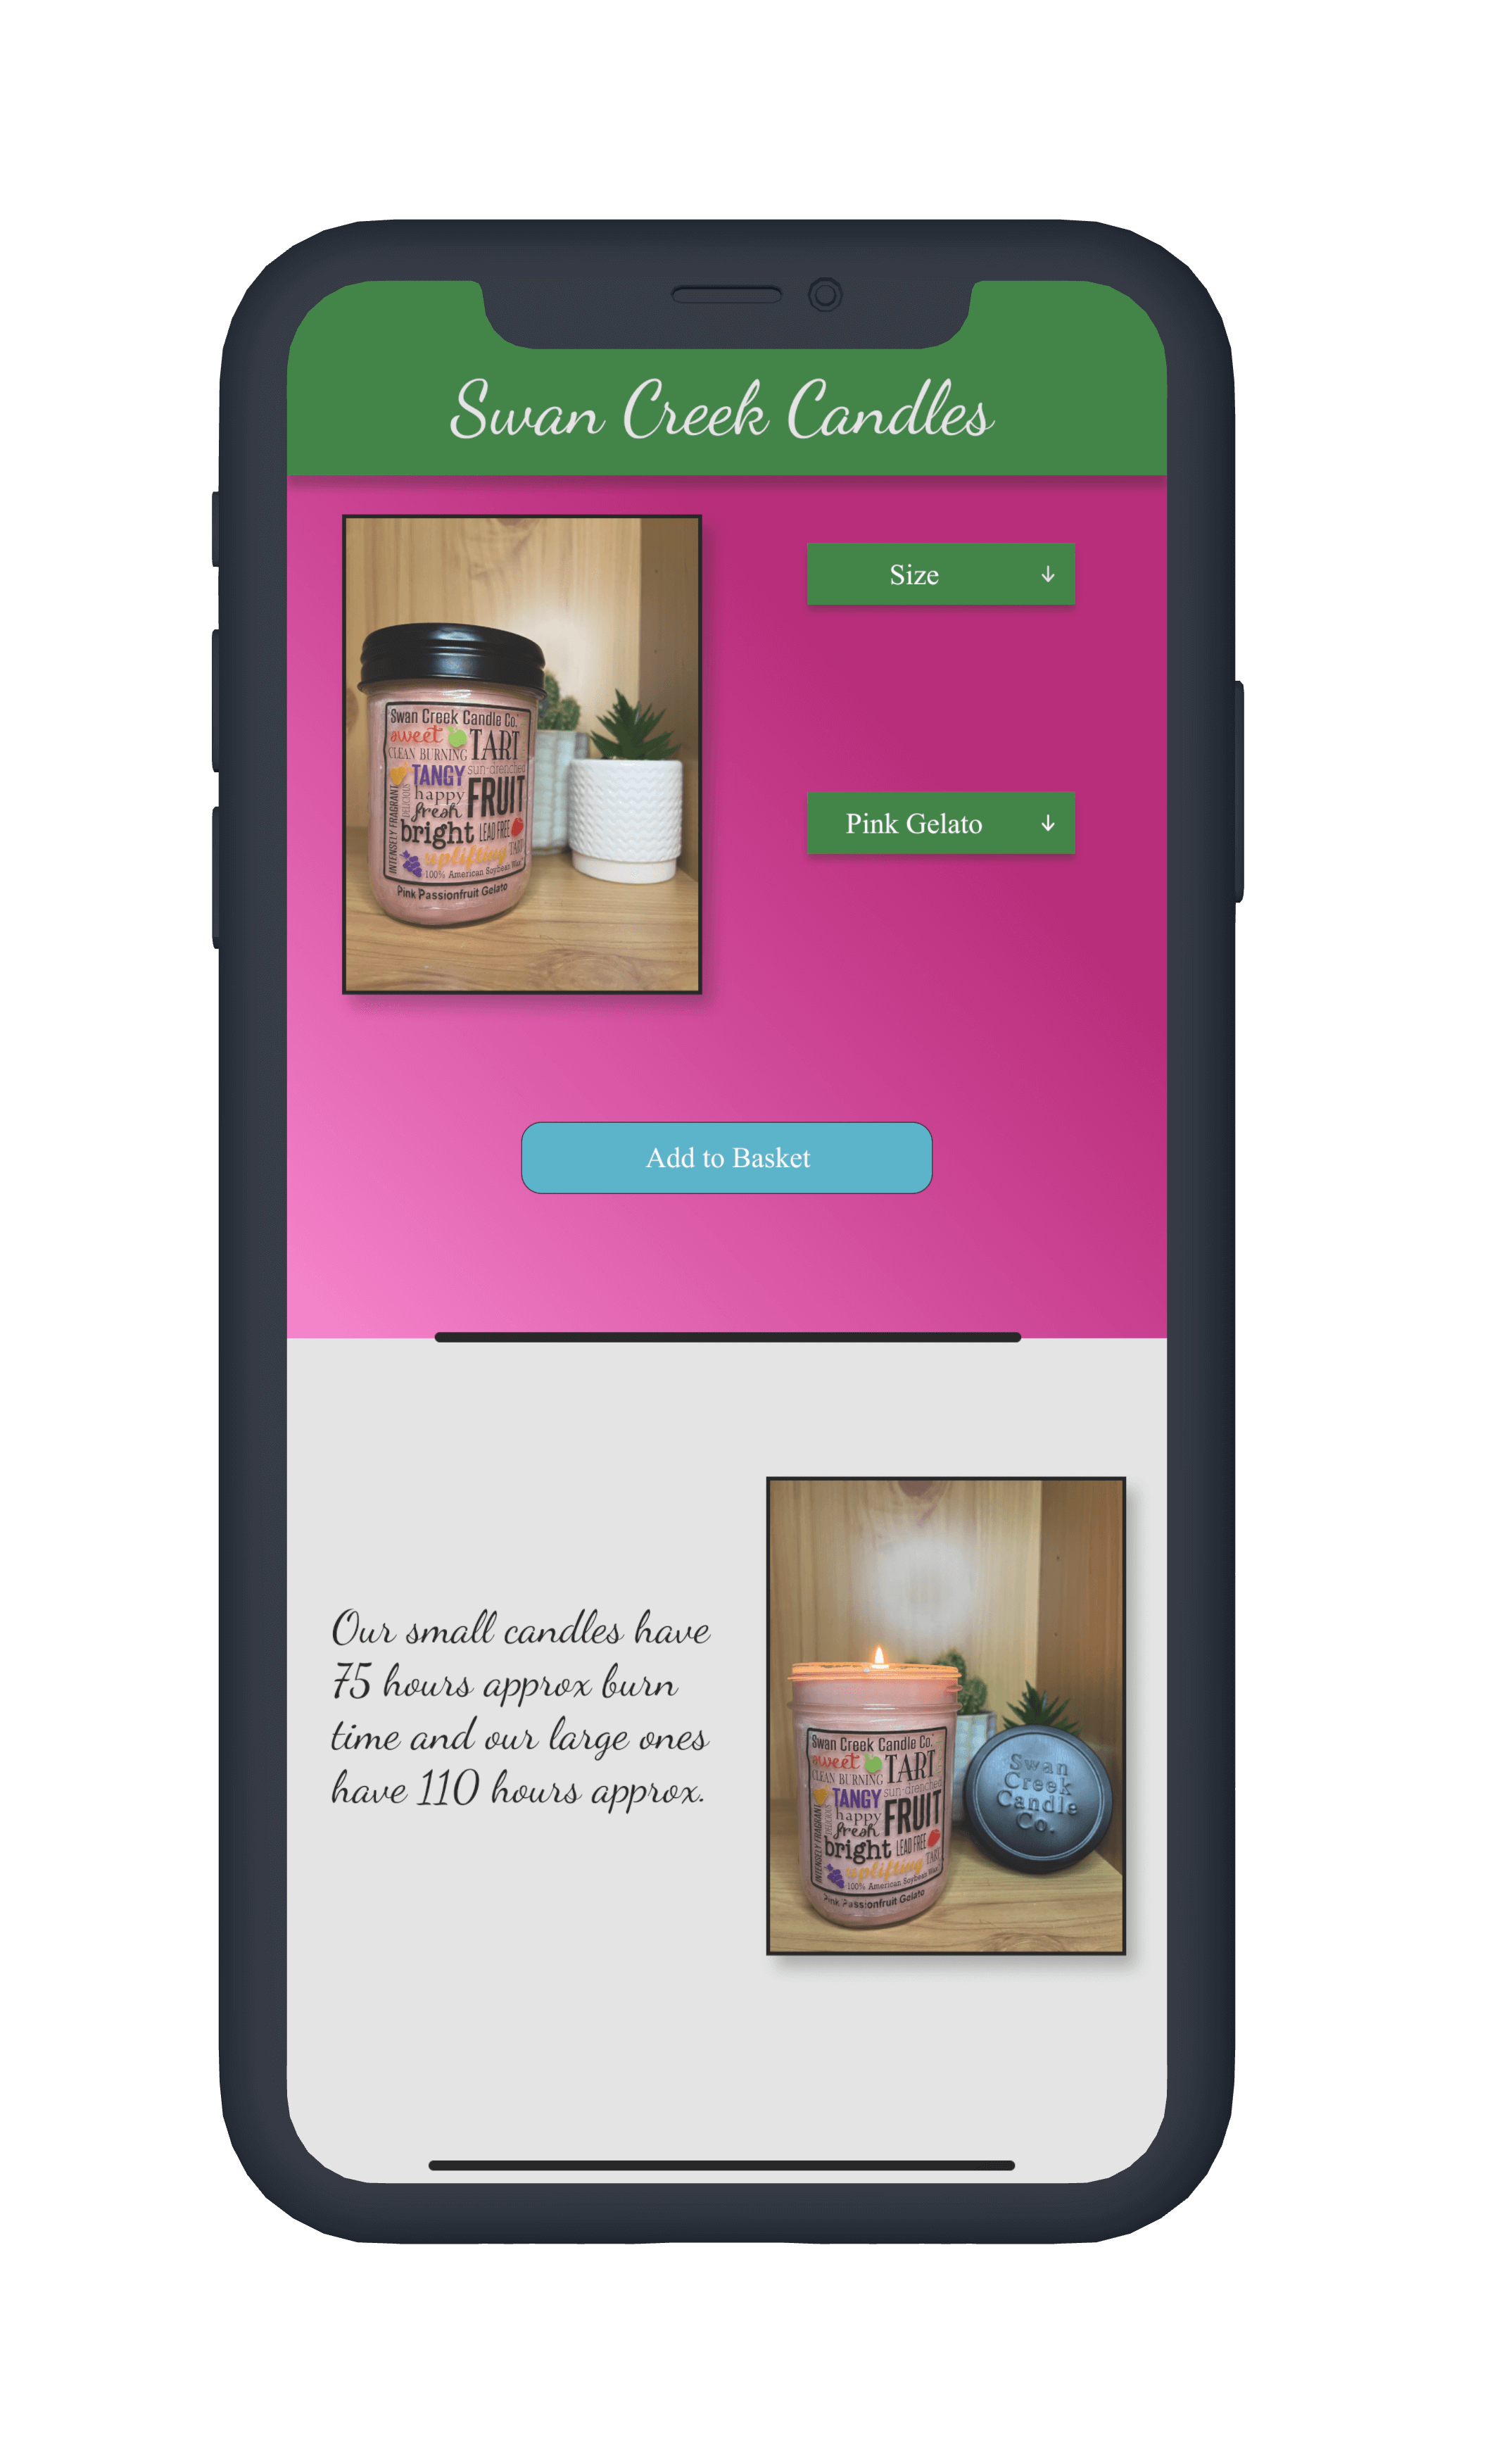 Swan Creek Candles
Swan Creek Candle Co.
sweet TART
CLEAN BURNING
TANGY sun-drenched
happy FRUIT
fresh
DELICIOUS
INTENSELY FRAGRANT
bright LEAD FREE
uplifting TART
100% American Soybean Wax
Pink Passionfruit Gelato
Size
Pink Gelato
Add to Basket
Our small candles have
75 hours approx burn
time and our large ones
have 110 hours approx.
Swan Creek Candle Co.
sweet TART
CLEAN BURNING
TANGY sun-drenched
happy FRUIT
fresh
DELICIOUS
INTENSELY FRAGRANT
bright LEAD FREE
uplifting TART
100% American Soybean Wax
Pink Passionfruit Gelato
Swan
Creek
Candle
Co.